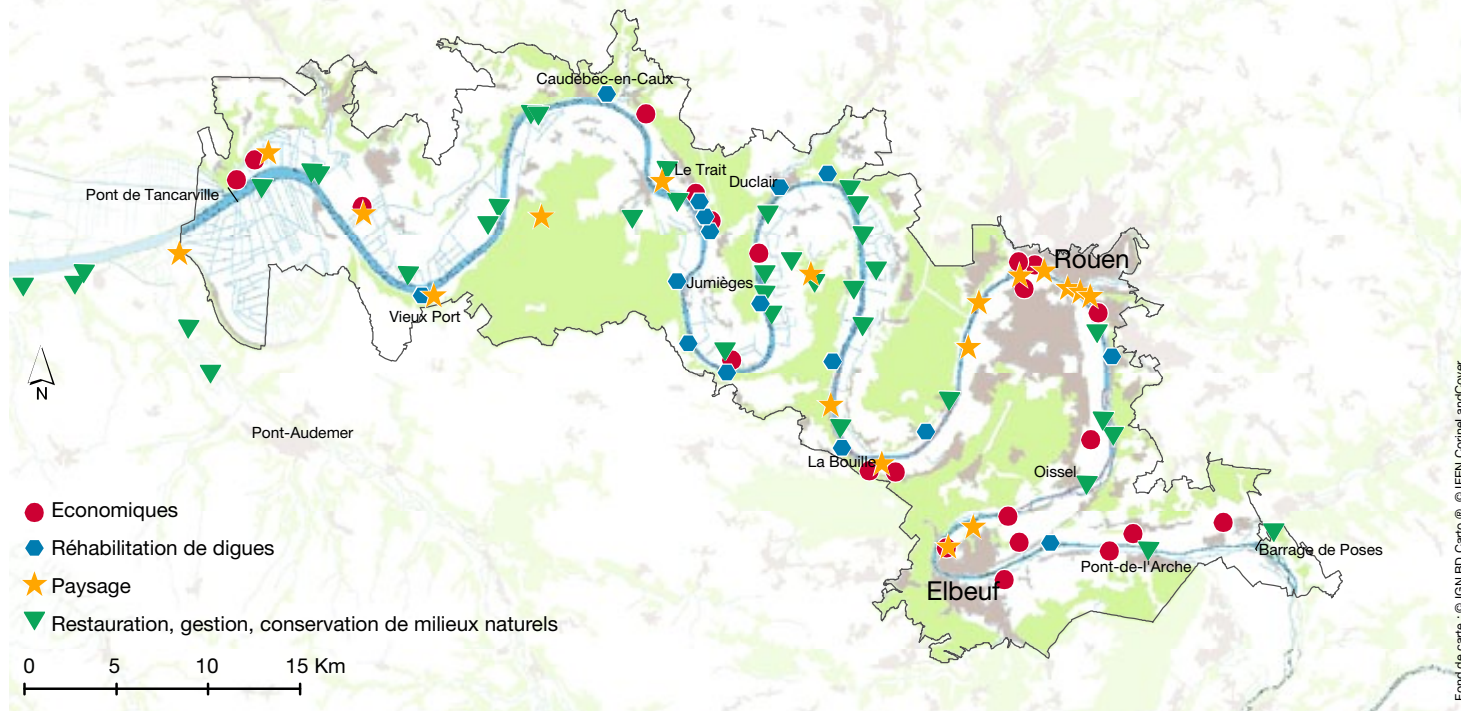 Caudebec-en-Caux
Le Trait
Duclair
Pont de Tancarville
Rouen
Jumièges
Vieux Port
N
Pont-Audemer
La Bouille
Oissel
Barrage de Poses
Pont-de-l'Arche
Elbeuf
Economiques
Réhabilitation de digues
Paysage
Restauration, gestion, conservation de milieux naturels
0 5 10 15 Km
Fond de carte : © IGN BD Carto ®, © IFEN